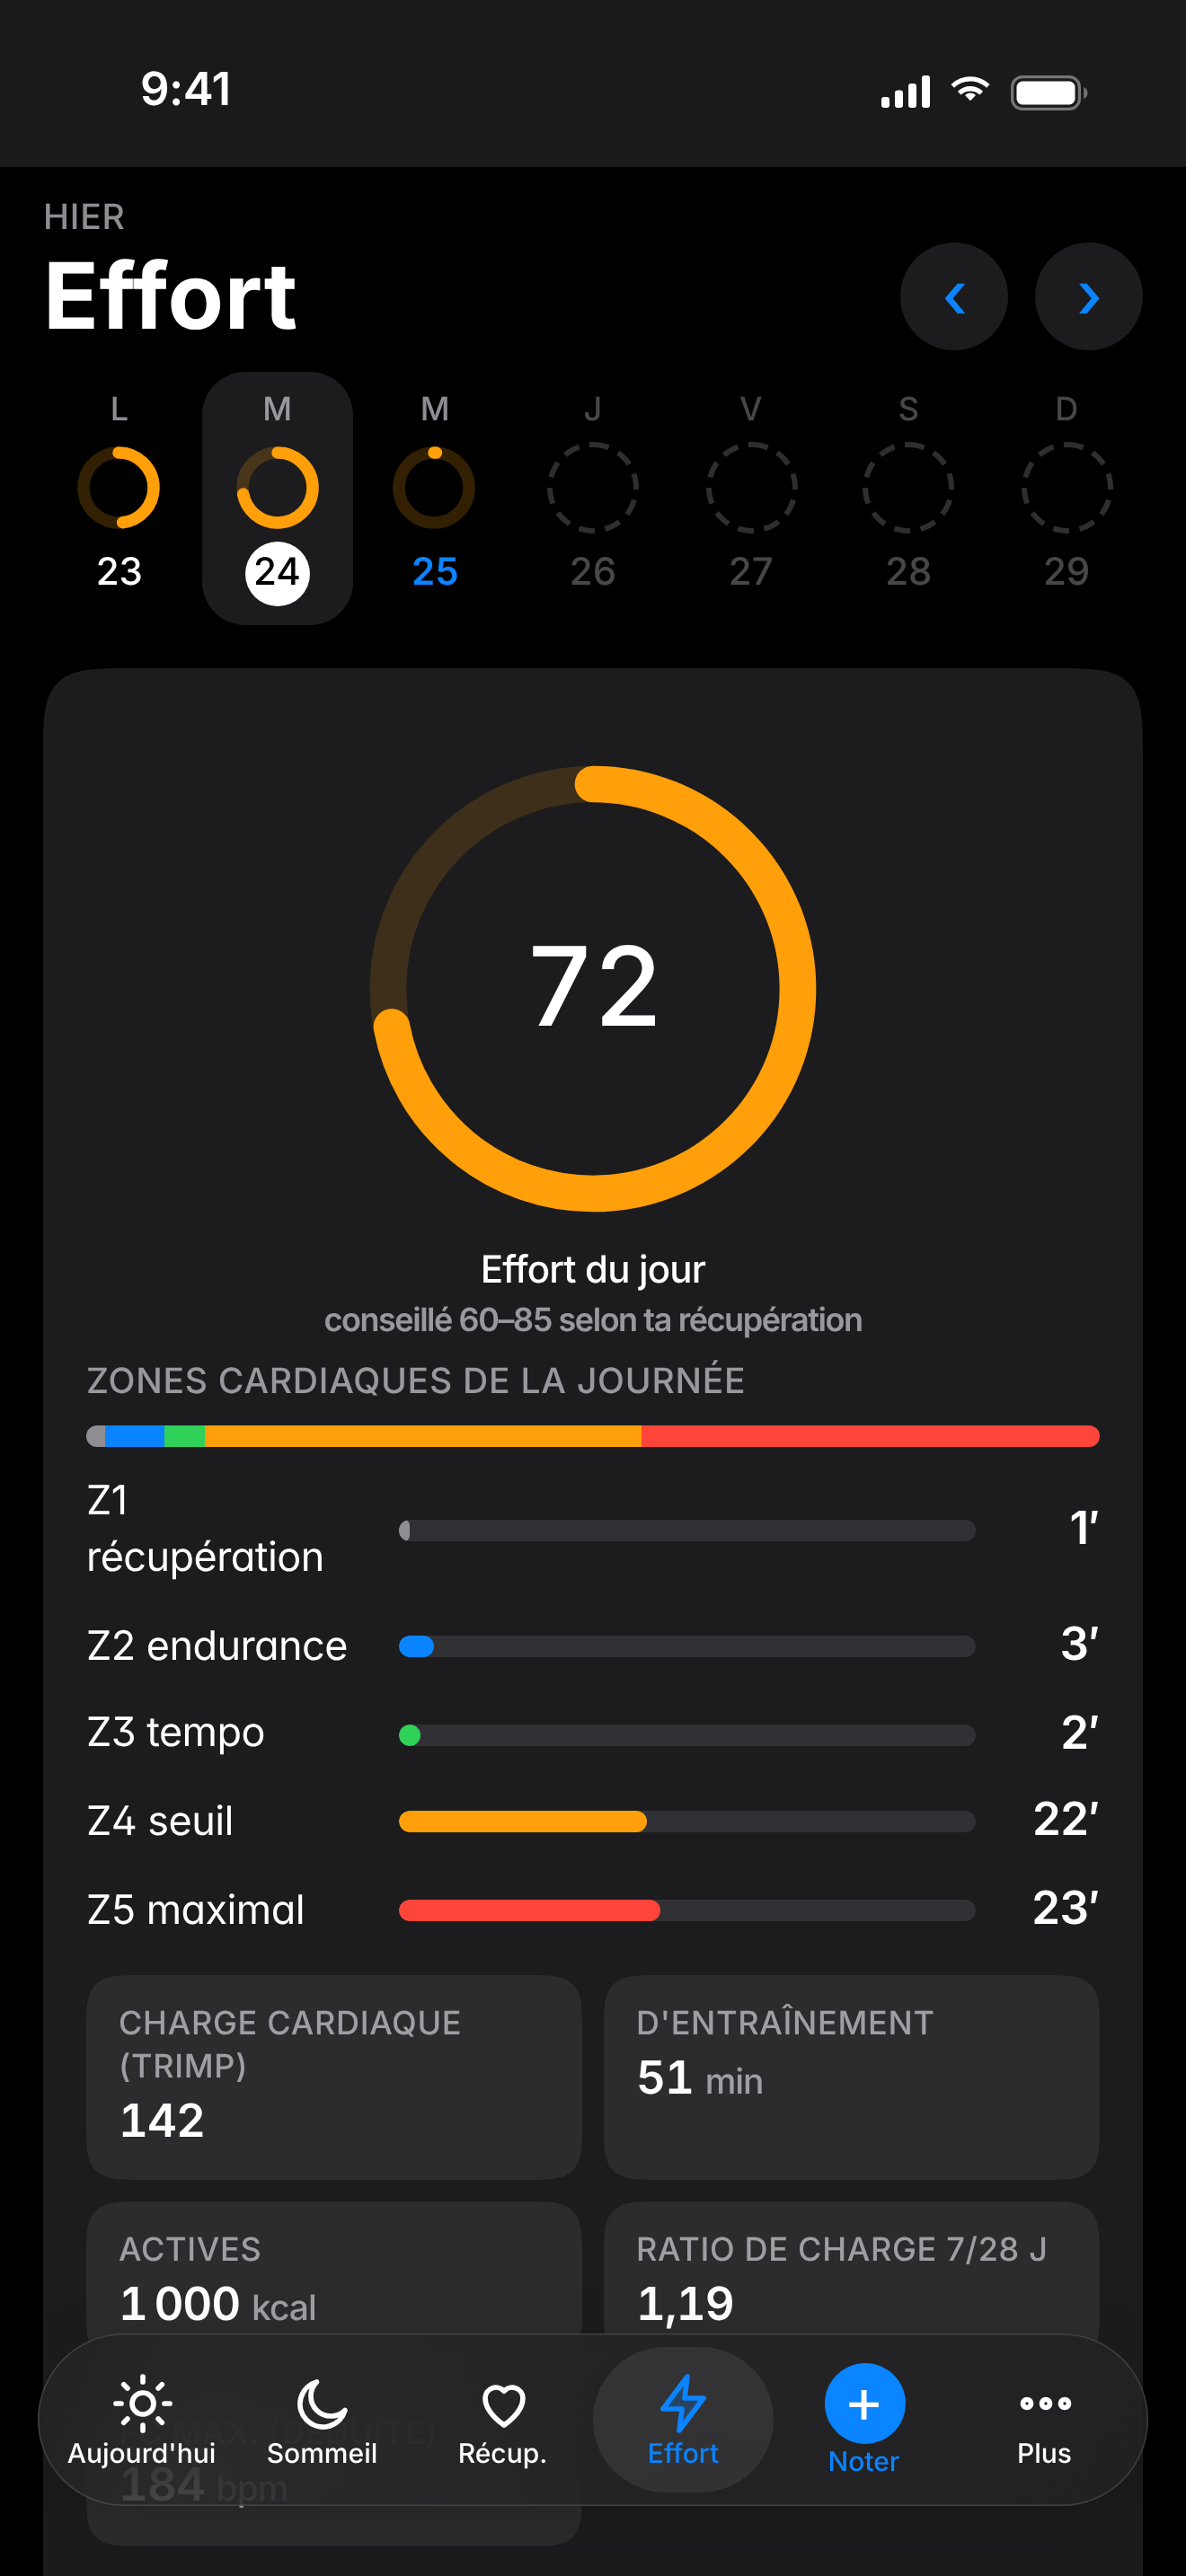 9:41
HIER
Effort
‹ ›
L M M J V S D
23 24 25 26 27 28 29
72
Effort du jour
conseillé 60–85 selon ta récupération
ZONES CARDIAQUES DE LA JOURNÉE
Z1
récupération 1′
Z2 endurance 3′
Z3 tempo 2′
Z4 seuil 22′
Z5 maximal 23′
CHARGE CARDIAQUE
(TRIMP)
142
D'ENTRAÎNEMENT
51 min
ACTIVES
1 000 kcal
RATIO DE CHARGE 7/28 J
1,19
MAX. (DÉDUITE)
184 bpm
Aujourd'hui Sommeil Récup. Effort Noter Plus